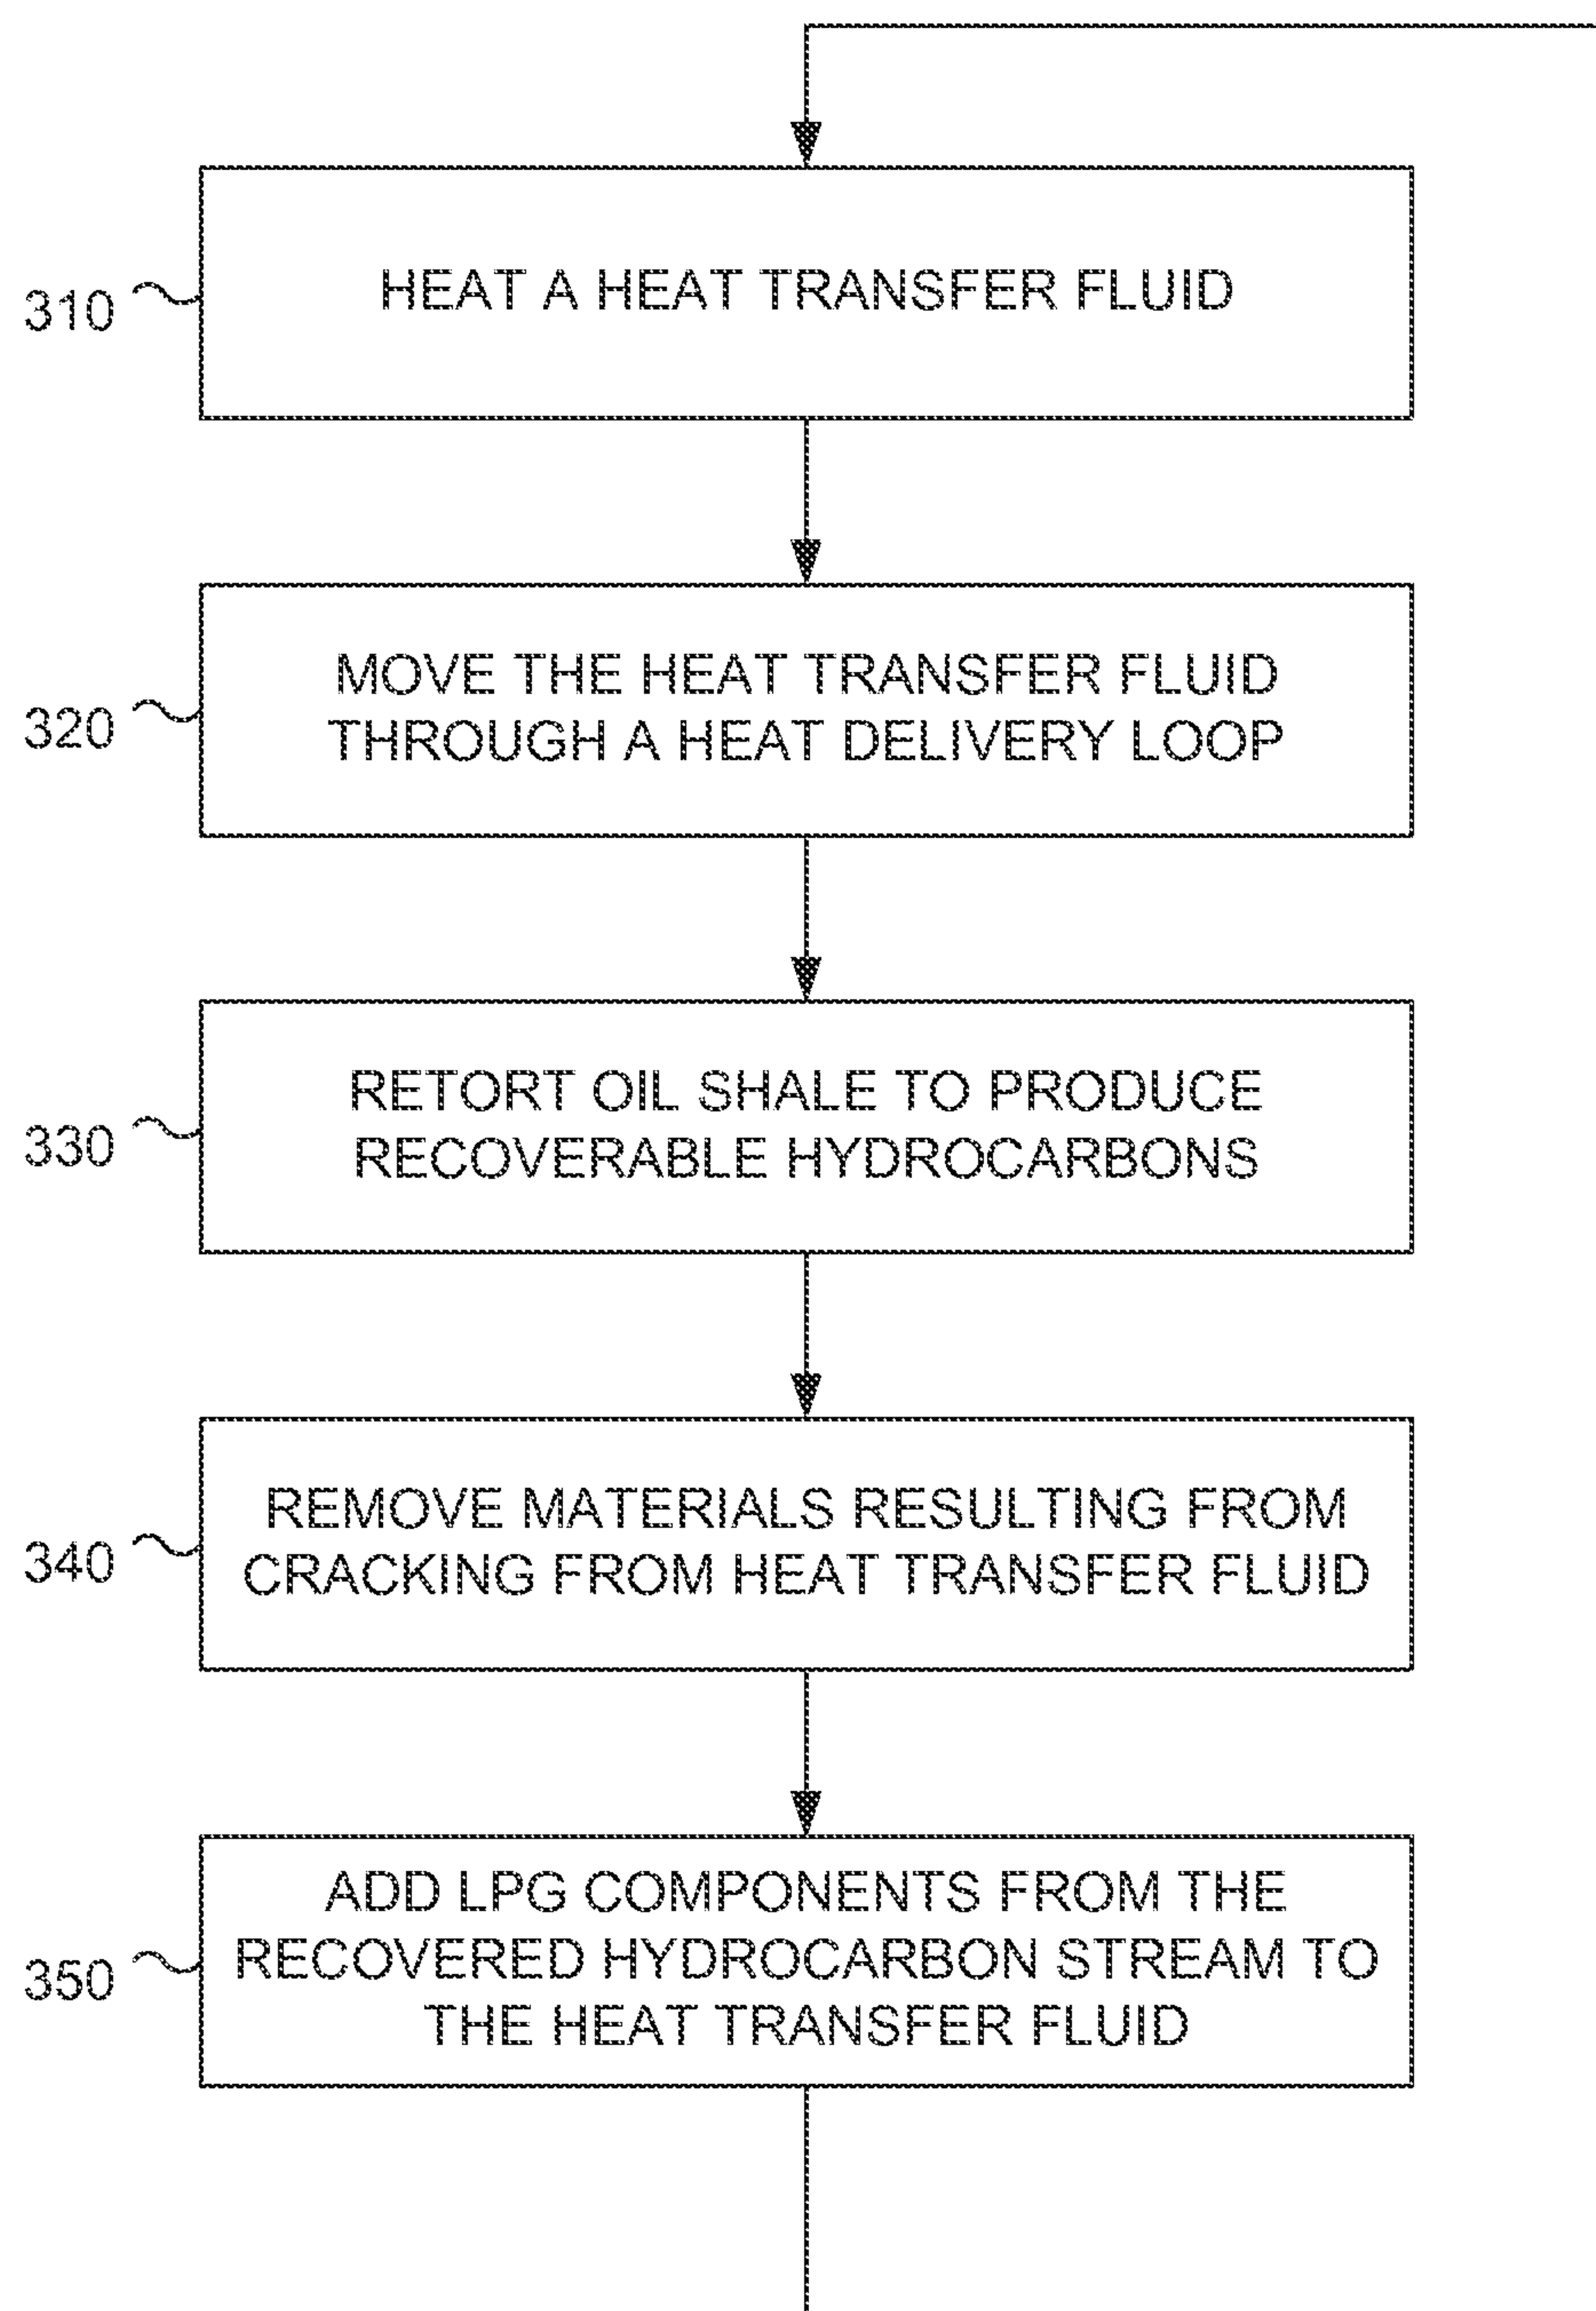 310
HEAT A HEAT TRANSFER FLUID
320
MOVE THE HEAT TRANSFER FLUID
THROUGH A HEAT DELIVERY LOOP
330
RETORT OIL SHALE TO PRODUCE
RECOVERABLE HYDROCARBONS
340
REMOVE MATERIALS RESULTING FROM
CRACKING FROM HEAT TRANSFER FLUID
350
ADD LPG COMPONENTS FROM THE
RECOVERED HYDROCARBON STREAM TO
THE HEAT TRANSFER FLUID